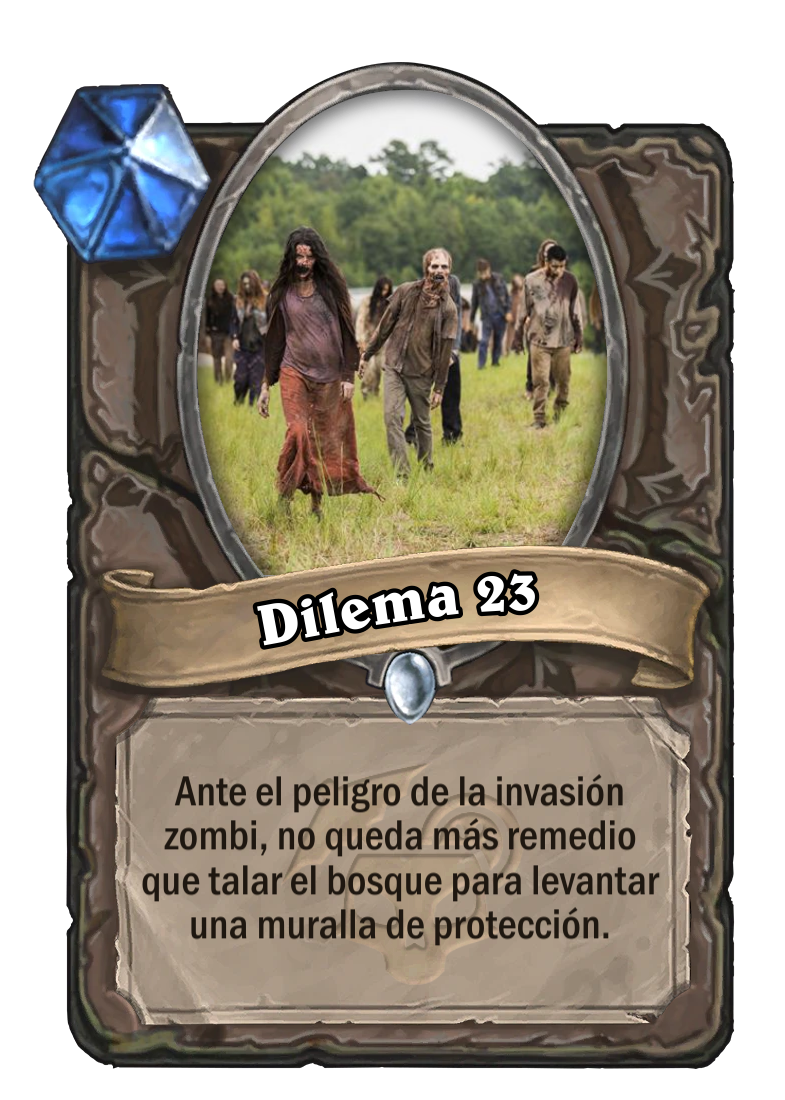 Dilema 23
Ante el peligro de la invasión
zombi, no queda más remedio
que talar el bosque para levantar
una muralla de protección.